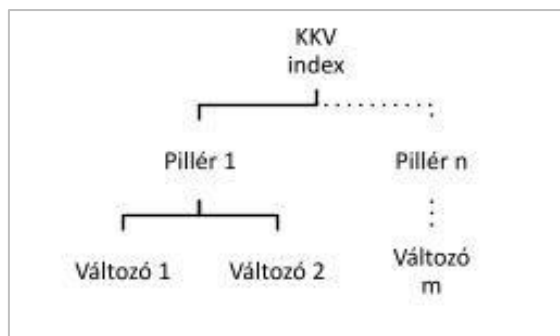 KKV
index
Pillér 1
Pillér n
Változó 1
Változó 2
Változó
m